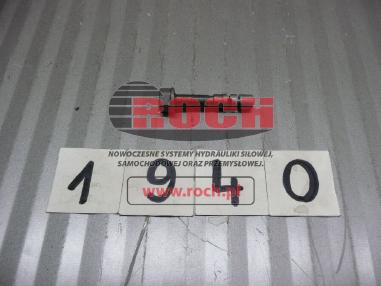 ROCH
NOWOCZESNE SYSTEMY HYDRAULIKI SIŁOWEJ,
SAMOCHODOWEJ ORAZ PRZEMYSŁOWEJ.
www.roch.pl
1 9 4 0